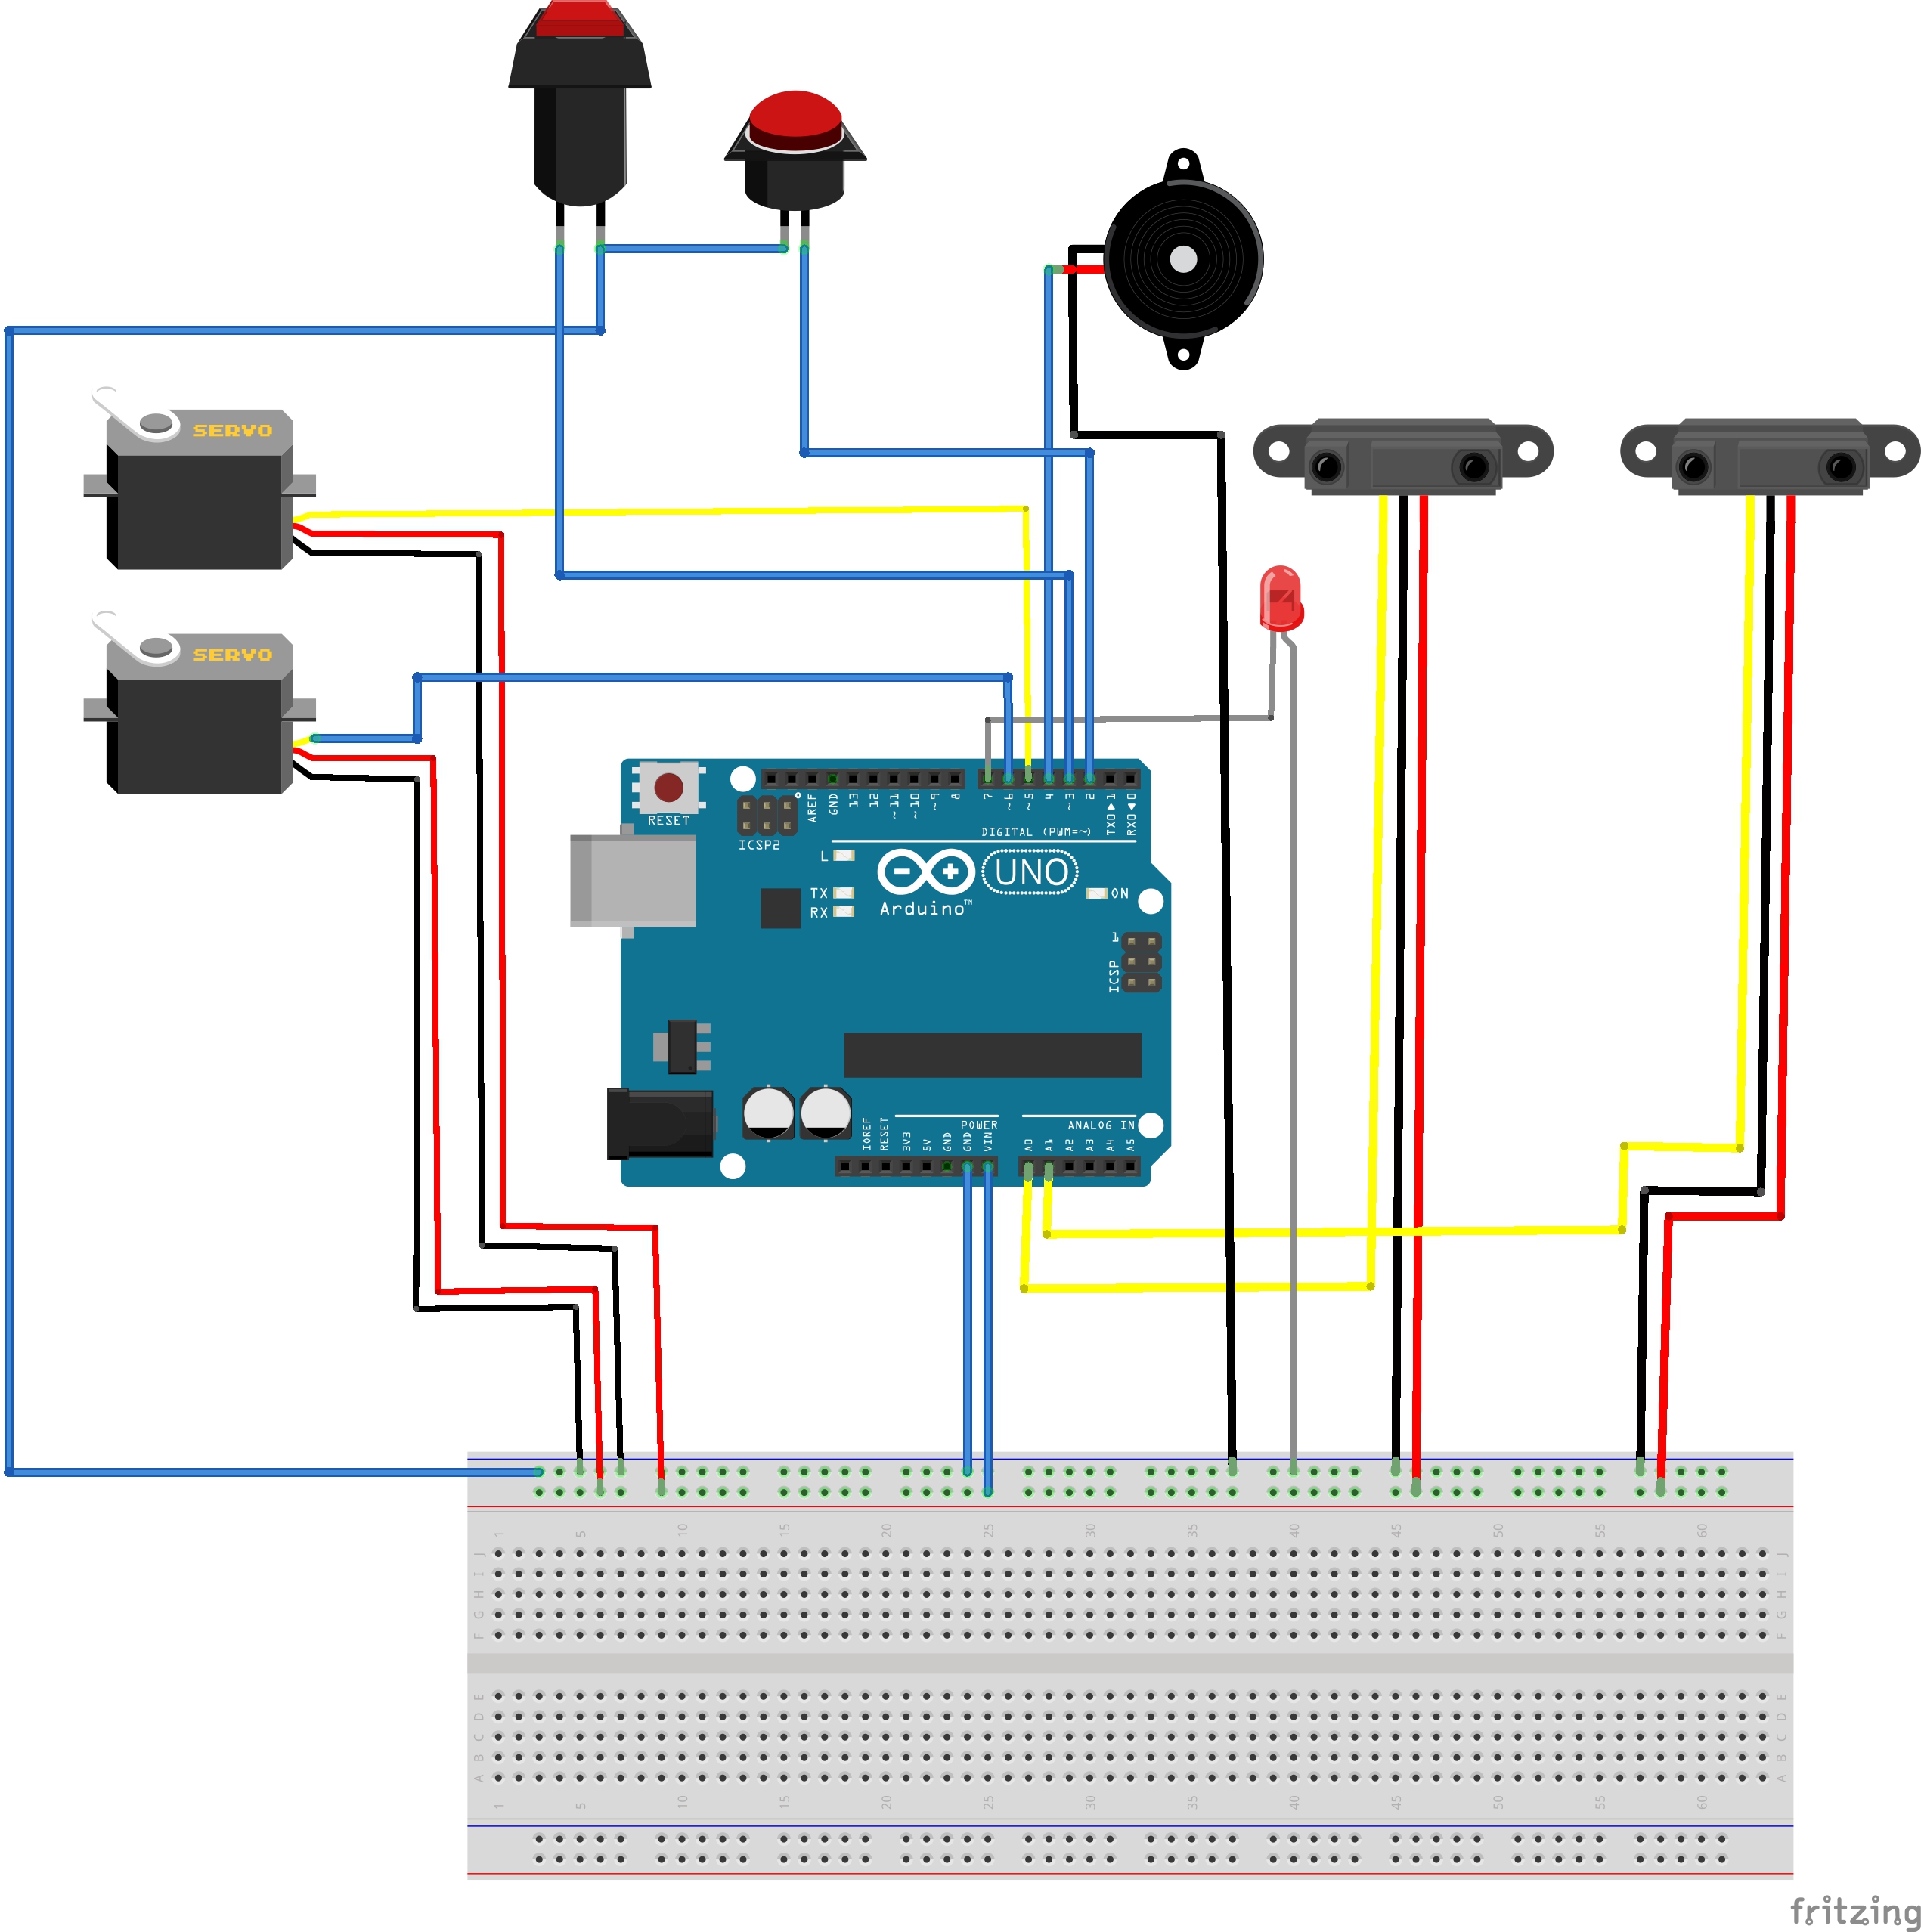 SERVO
SERVO
RESET
ICSP2
AREF
GND
13
12
~11
~10
~9
8
7
~6
~5
4
~3
2
TX0 ▶ 1
RX0 ◀ 0
DIGITAL (PWM=~)
L
TX
RX
UNO
ON
Arduino™
1
ICSP
IOREF
RESET
3V3
5V
GND
GND
VIN
POWER
A0
A1
A2
A3
A4
A5
ANALOG IN
1 5 10 15 20 25 30 35 40 45 50 55 60
J J
I I
H H
G G
F F
E E
D D
C C
B B
A A
1 5 10 15 20 25 30 35 40 45 50 55 60
fritzing